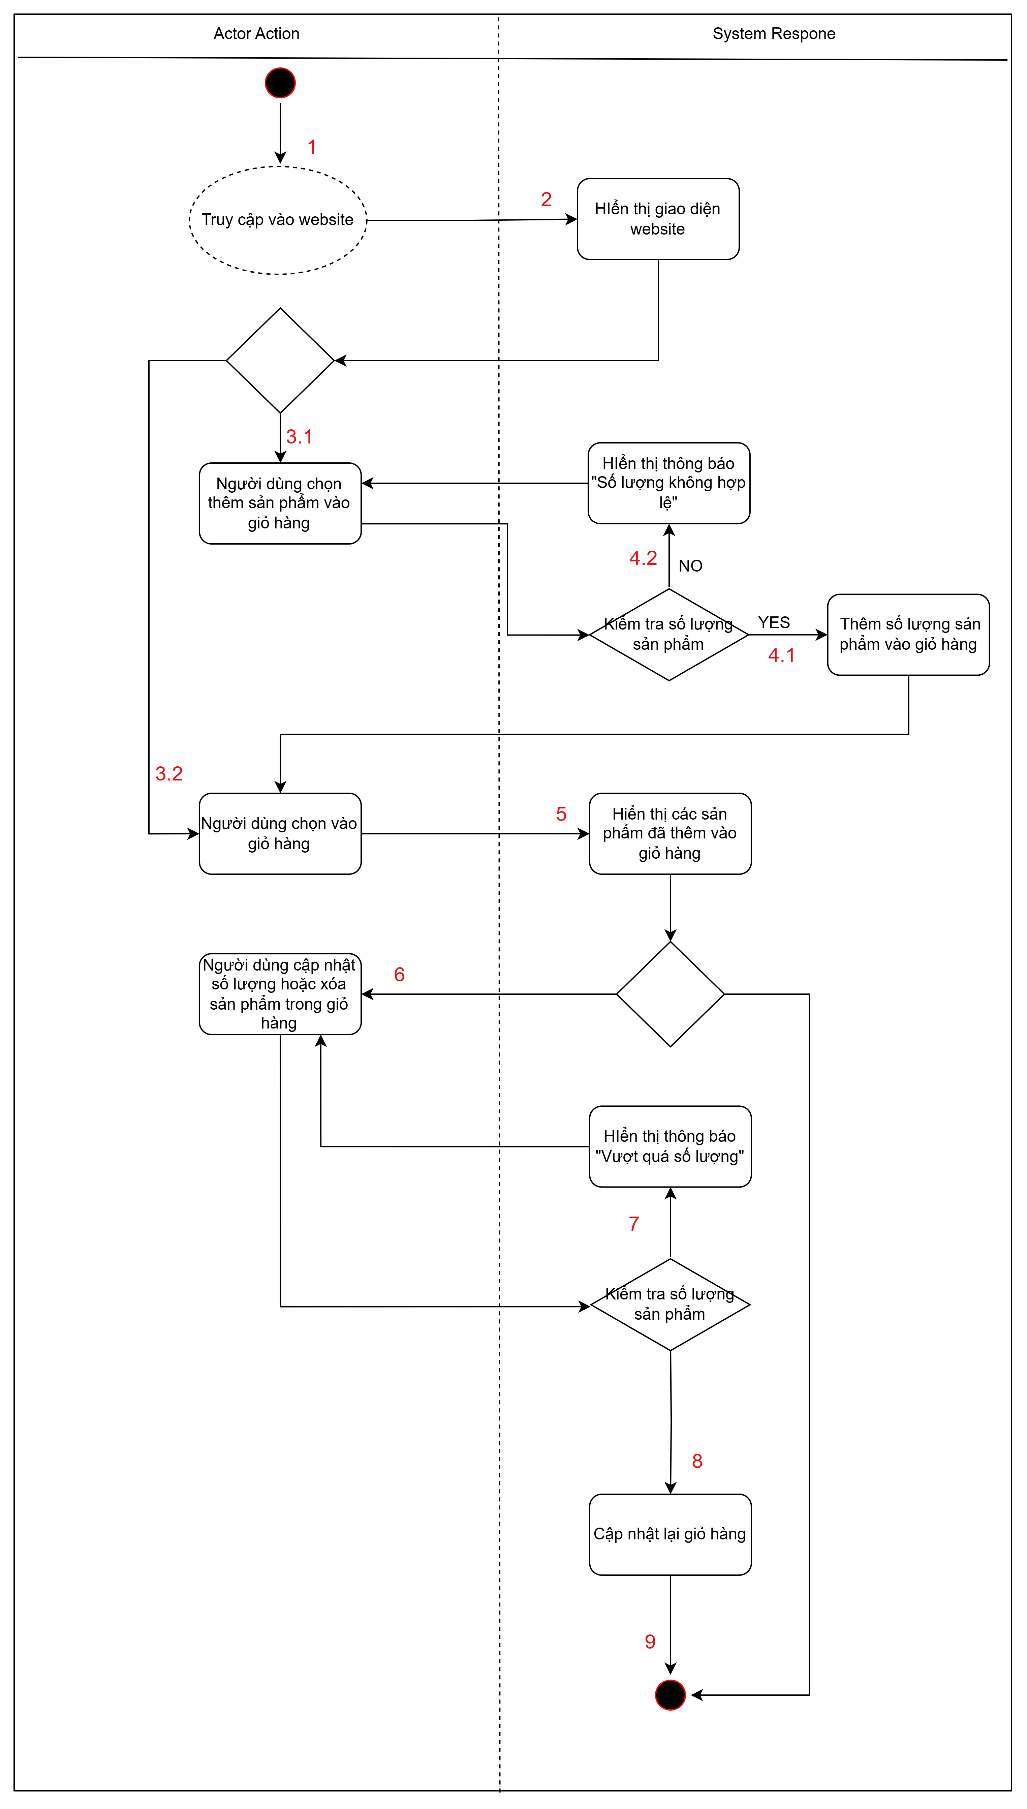 Actor Action
System Respone
1
Truy cập vào website
2
HIển thị giao diện
website
3.1
Người dùng chọn
thêm sản phẩm vào
giỏ hàng
HIển thị thông báo
"Số lượng không hợp
lệ"
4.2
NO
Kiểm tra số lượng
sản phẩm
YES
4.1
Thêm số lượng sản
phẩm vào giỏ hàng
3.2
Người dùng chọn vào
giỏ hàng
5
Hiển thị các sản
phẩm đã thêm vào
giỏ hàng
Người dùng cập nhật
số lượng hoặc xóa
sản phẩm trong giỏ
hàng
6
HIển thị thông báo
"Vượt quá số lượng"
7
Kiểm tra số lượng
sản phẩm
8
Cập nhật lại giỏ hàng
9